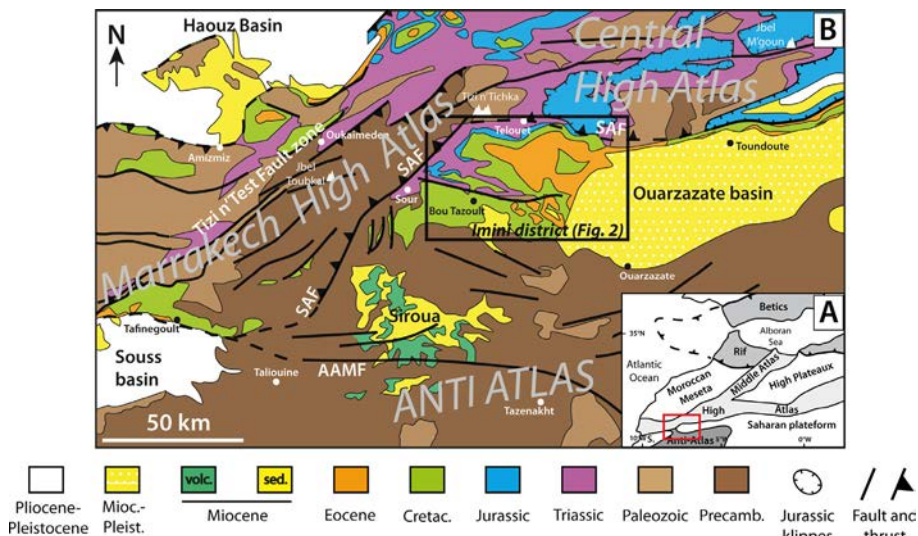 Haouz Basin
N
Central
High Atlas
Jbel
M'goun
B
Tizi n'Tichka
Telouet
SAF
Toundoute
Amizmiz
Oukaïmeden
Jbel
Toubkal
Tizi n'Test Fault zone
Marrakech High Atlas
SAF
Sour
Bou Tazoult
Imini district (Fig. 2)
Ouarzazate basin
Ouarzazate
SAF
Tafinegoult
Souss
basin
Siroua
Taliouine
AAMF
ANTI ATLAS
Tazenakht
50 km
A
Betics
35°N
Alboran
Sea
Rif
Atlantic
Ocean
Moroccan
Meseta
Middle Atlas
High Plateaux
High
Atlas
Saharan plateform
Anti-Atlas
5°W
0°W
Pliocene-
Pleistocene
Mioc.-
Pleist.
volc.
sed.
Miocene
Eocene
Cretac.
Jurassic
Triassic
Paleozoic
Precamb.
Jurassic
klippes
Fault and
thrust